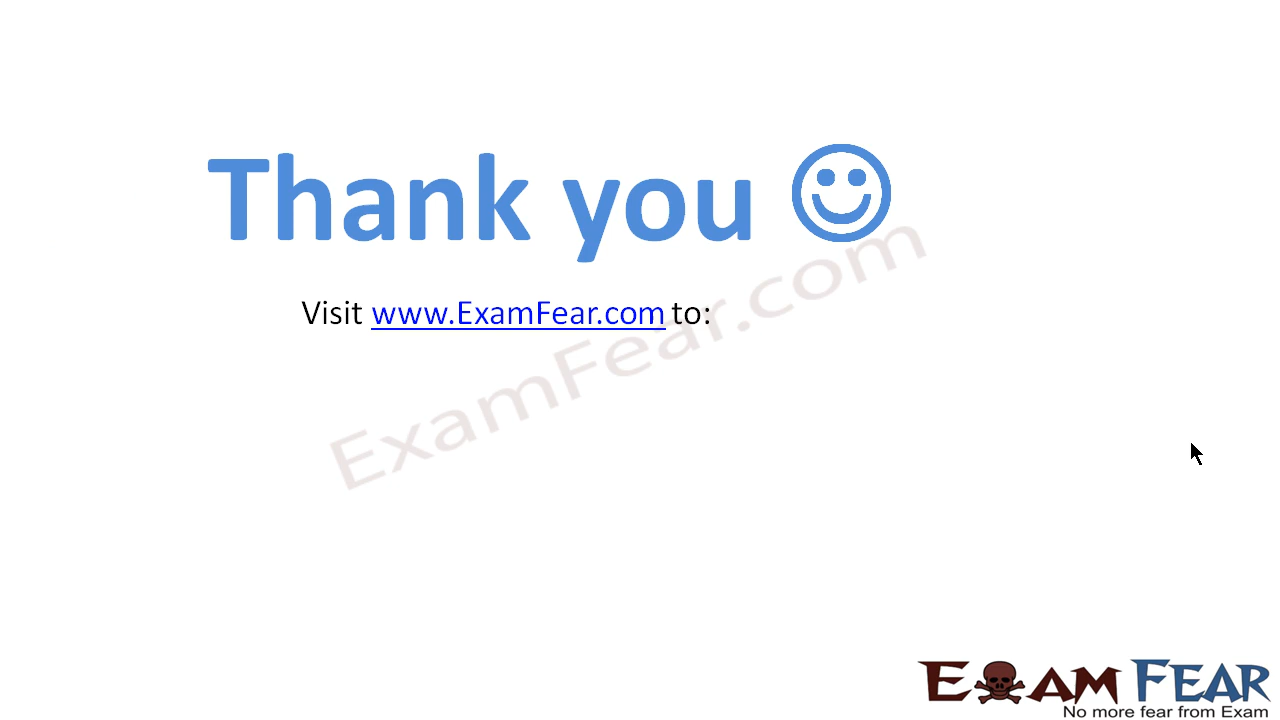 Thank you ☺
Visit www.ExamFear.com to:
ExamFear.com
EXAM FEAR
No more fear from Exam